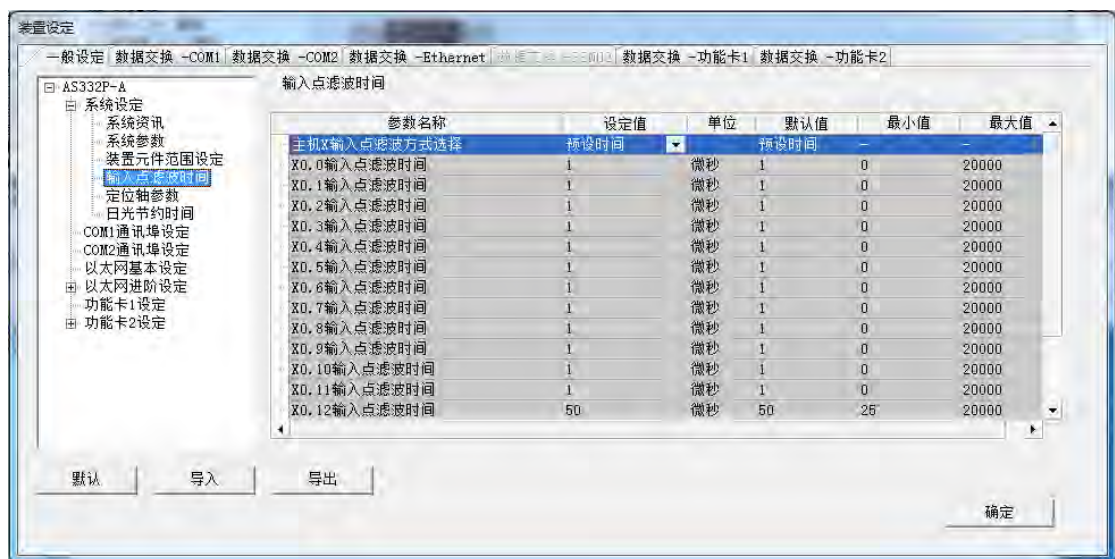 装置设定
一般设定 数据交换 -COM1 数据交换 -COM2 数据交换 -Ethernet 数据交换 -功能卡1 数据交换 -功能卡2
AS332P-A
系统设定
系统资讯
系统参数
装置元件范围设定
输入点滤波时间
定位轴参数
日光节约时间
COM1通讯埠设定
COM2通讯埠设定
以太网基本设定
以太网进阶设定
功能卡1设定
功能卡2设定
输入点滤波时间
参数名称 设定值 单位 默认值 最小值 最大值
主机X输入点滤波方式选择 预设时间 预设时间 - -
X0.0输入点滤波时间 1 微秒 1 0 20000
X0.1输入点滤波时间 1 微秒 1 0 20000
X0.2输入点滤波时间 1 微秒 1 0 20000
X0.3输入点滤波时间 1 微秒 1 0 20000
X0.4输入点滤波时间 1 微秒 1 0 20000
X0.5输入点滤波时间 1 微秒 1 0 20000
X0.6输入点滤波时间 1 微秒 1 0 20000
X0.7输入点滤波时间 1 微秒 1 0 20000
X0.8输入点滤波时间 1 微秒 1 0 20000
X0.9输入点滤波时间 1 微秒 1 0 20000
X0.10输入点滤波时间 1 微秒 1 0 20000
X0.11输入点滤波时间 1 微秒 1 0 20000
X0.12输入点滤波时间 50 微秒 50 25 20000
默认 导入 导出
确定